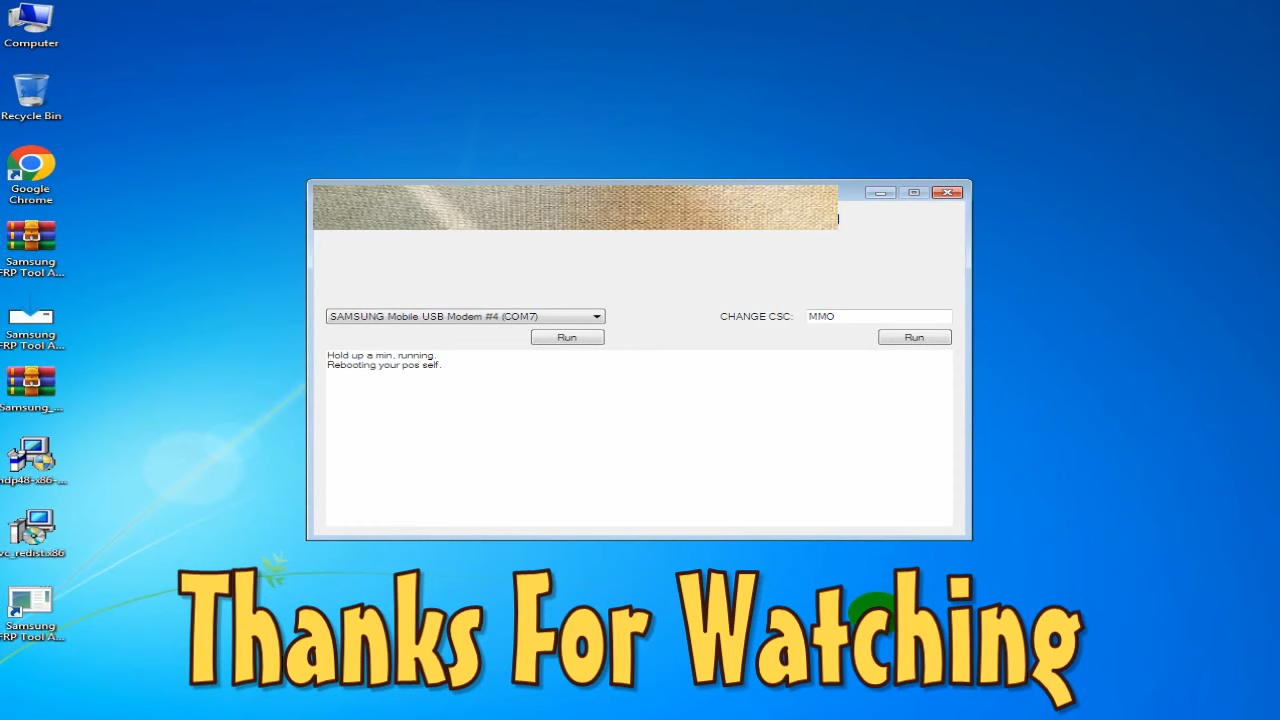 Computer
Recycle Bin
Google
Chrome
Samsung
FRP Tool A...
Samsung
FRP Tool A...
Samsung_...
ndp48-x86-...
vc_redist.x86
Samsung
FRP Tool A...
SAMSUNG Mobile USB Modem #4 (COM7)
CHANGE CSC:
MMO
Run
Run
Hold up a min, running.
Rebooting your pos self.
Thanks For Watching